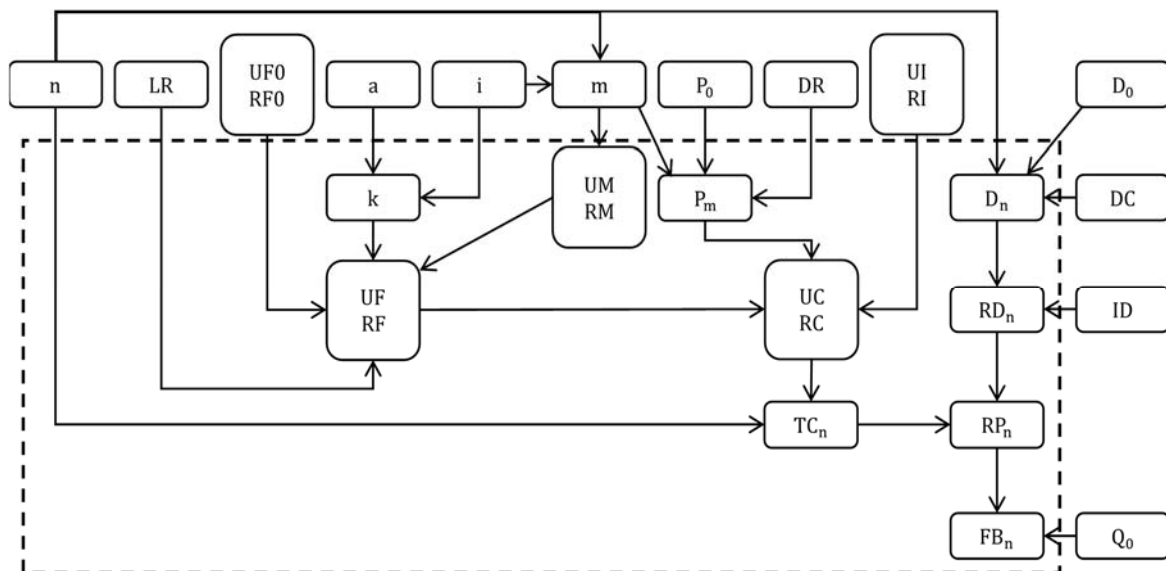 n
LR
UF0
RF0
a
i
m
P₀
DR
UI
RI
D₀
k
UM
RM
Pₘ
Dₙ
DC
UF
RF
UC
RC
RDₙ
ID
TCₙ
RPₙ
FBₙ
Q₀